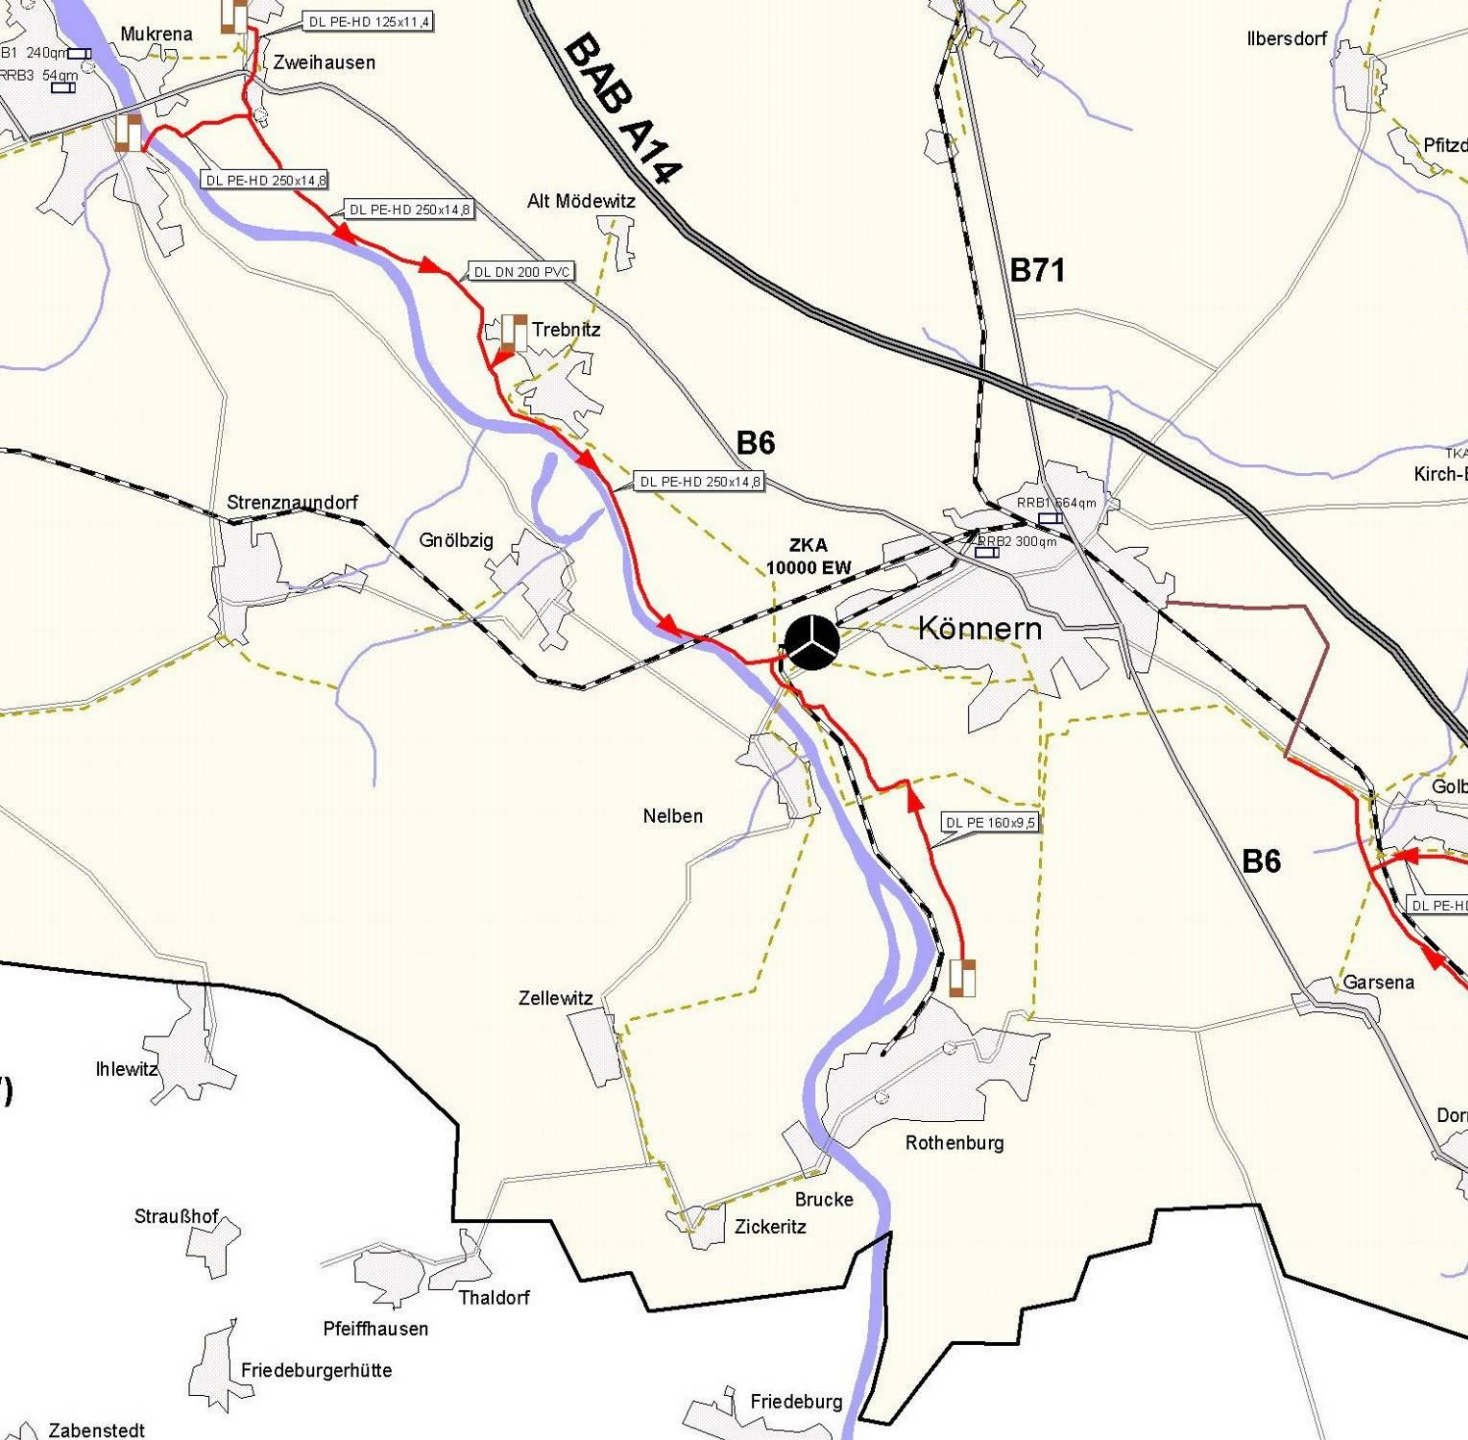 DL PE-HD 125x11,4
Mukrena
Zweihausen
B1 240qm
RRB3 54qm
Ilbersdorf
BAB A14
Pfitzd
DL PE-HD 250x14,8
DL PE-HD 250x14,8
Alt Mödewitz
DL DN 200 PVC
B71
Trebnitz
B6
TKA
Kirch-E
DL PE-HD 250x14,8
Strenznaundorf
RRB1 664qm
Gnölbzig
RRB2 300qm
ZKA
10000 EW
Könnern
Golb
Nelben
DL PE 160x9,5
B6
DL PE-HD
Garsena
Zellewitz
Ihlewitz
)
Dor
Rothenburg
Brucke
Straußhof
Zickeritz
Thaldorf
Pfeiffhausen
Friedeburgerhütte
Friedeburg
Zabenstedt